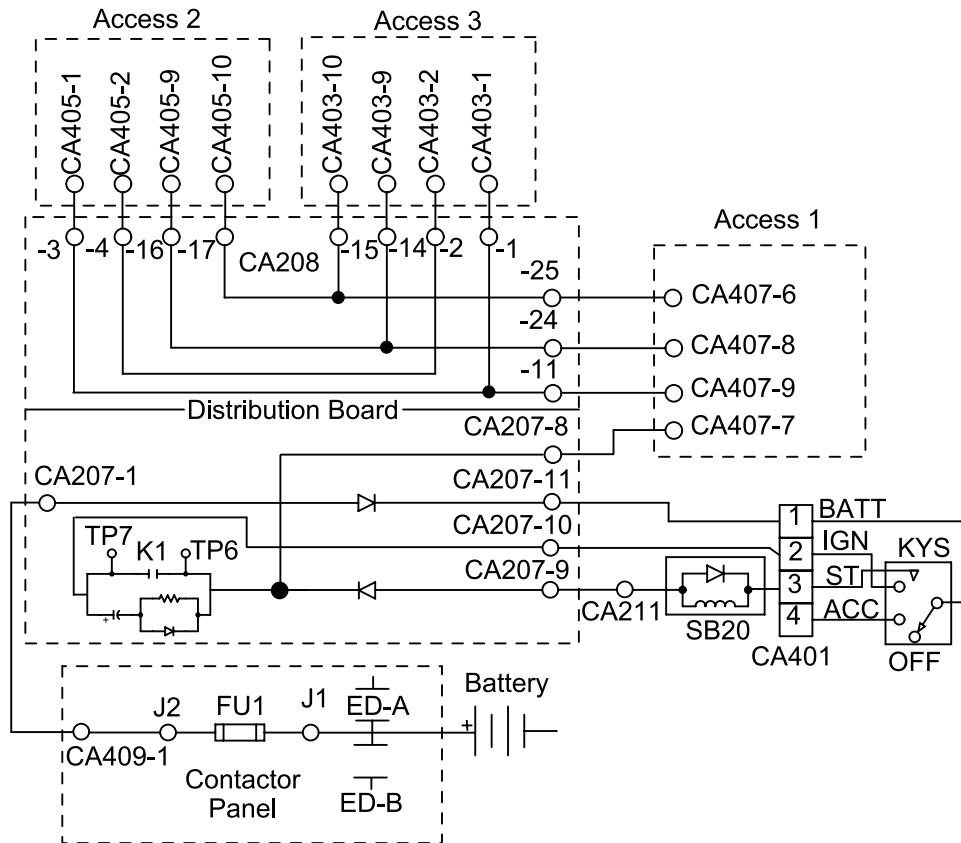 Access 2
Access 3
CA405-1
CA405-2
CA405-9
CA405-10
CA403-10
CA403-9
CA403-2
CA403-1
Access 1
-3
-4
-16
-17
CA208
-15
-14
-2
-1
-25
CA407-6
-24
CA407-8
-11
CA407-9
Distribution Board
CA207-8
CA407-7
CA207-1
CA207-11
1
BATT
CA207-10
2
IGN
KYS
TP7
K1
TP6
CA207-9
3
ST
+
CA211
SB20
4
ACC
CA401
OFF
J2
FU1
J1
ED-A
Battery
+
CA409-1
Contactor
Panel
ED-B